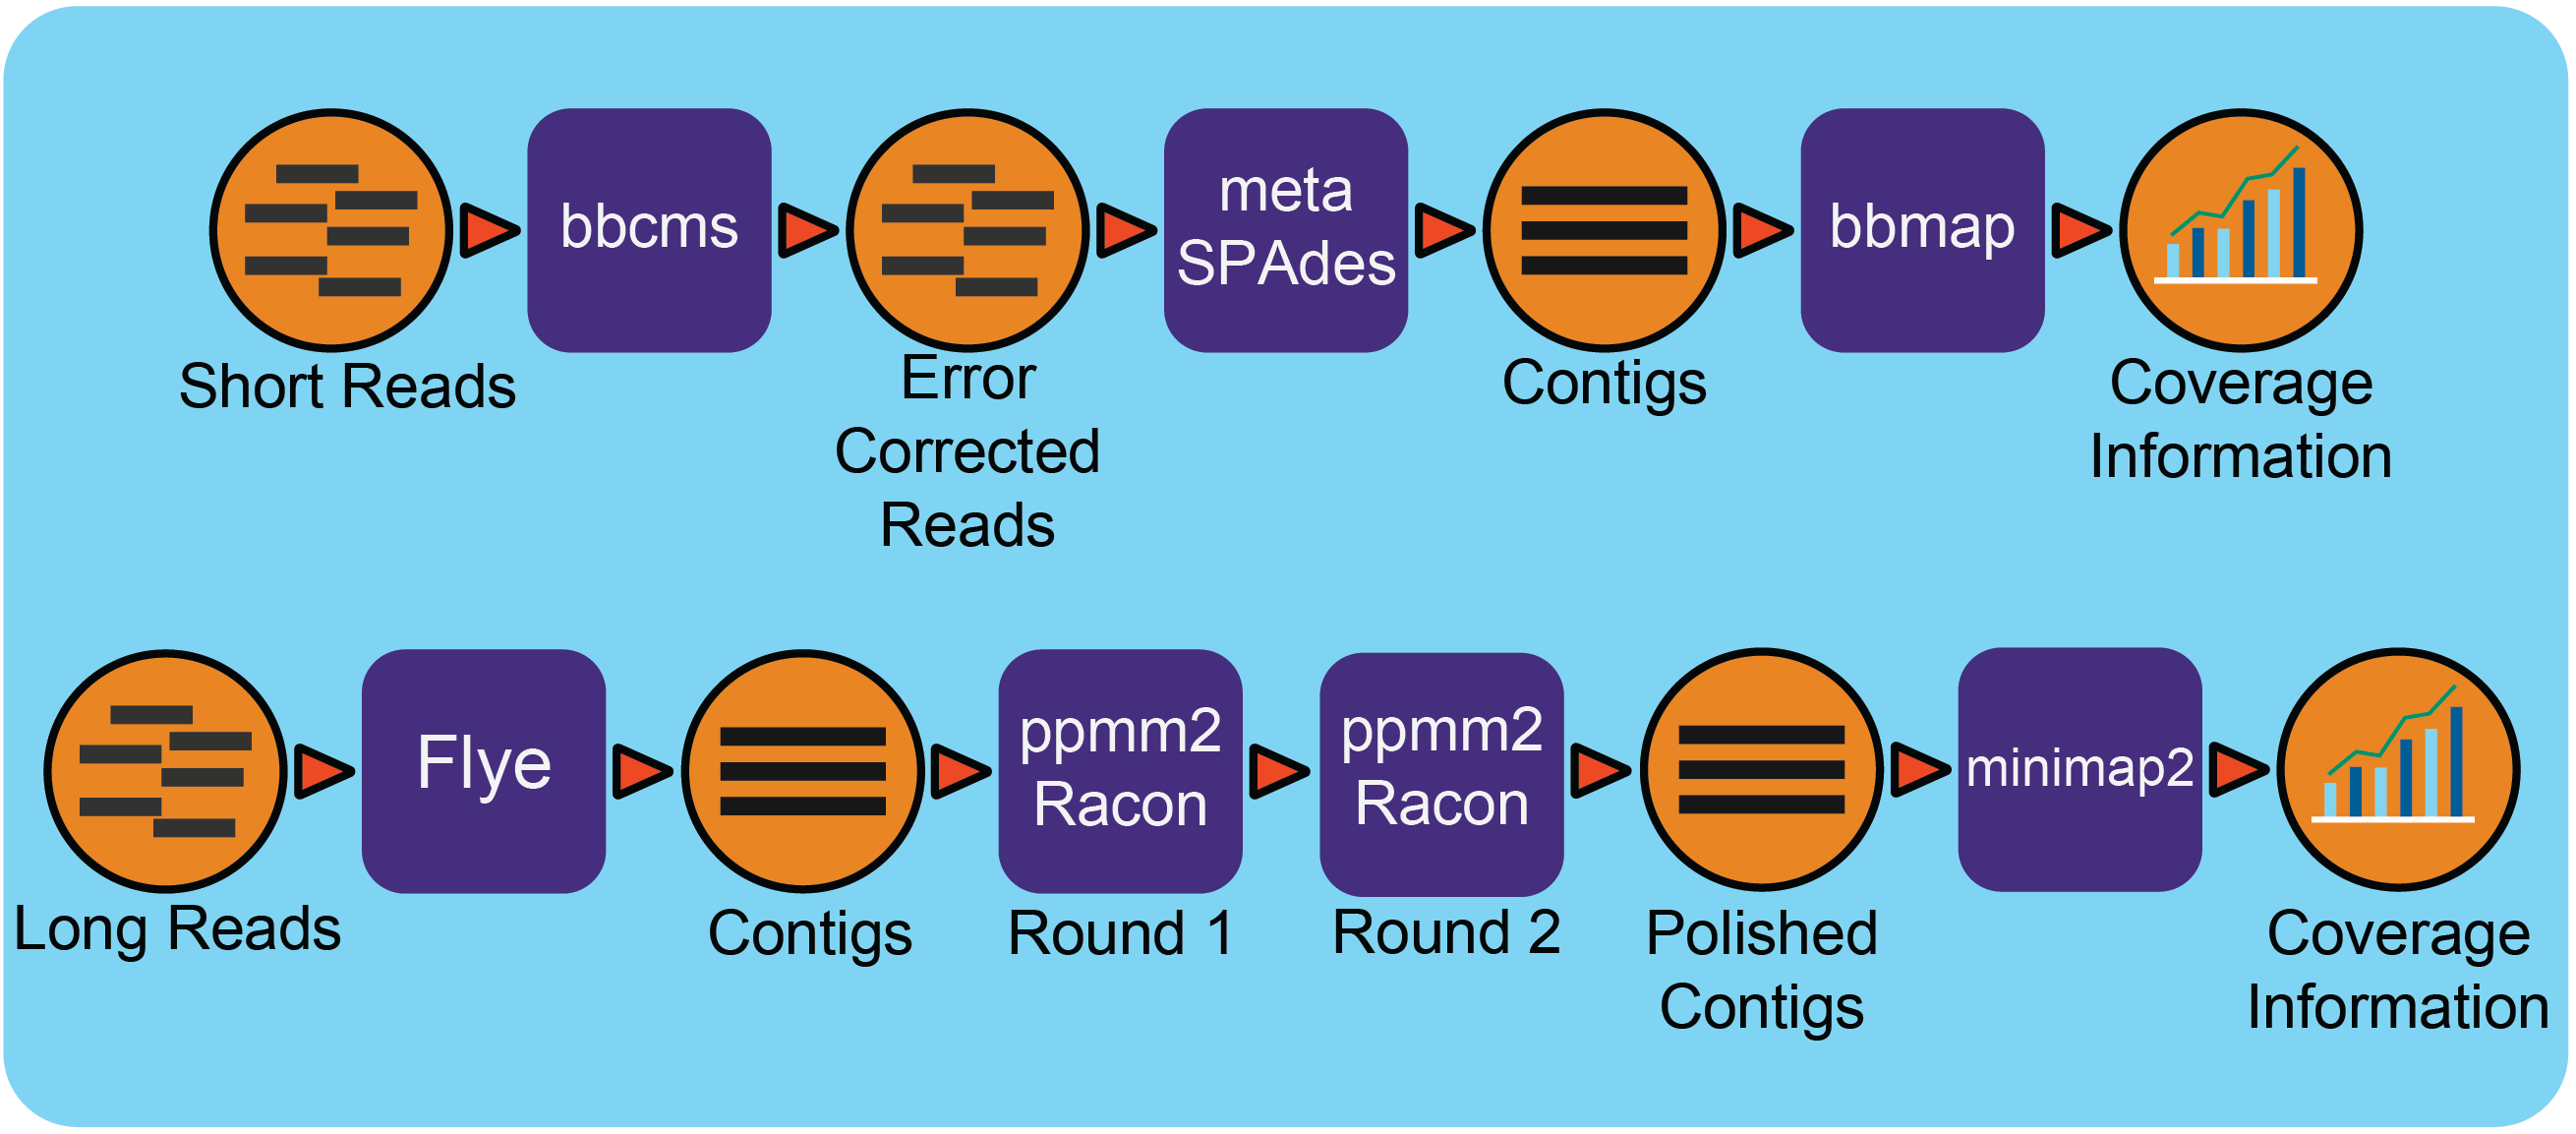 bbcms
meta
SPAdes
bbmap
Short Reads
Error
Corrected
Reads
Contigs
Coverage
Information
Flye
ppmm2
Racon
ppmm2
Racon
minimap2
Long Reads
Contigs
Round 1
Round 2
Polished
Contigs
Coverage
Information